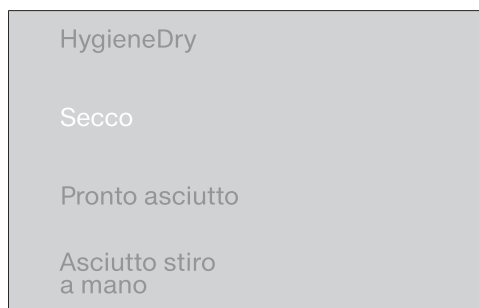 HygieneDry
Secco
Pronto asciutto
Asciutto stiro
a mano